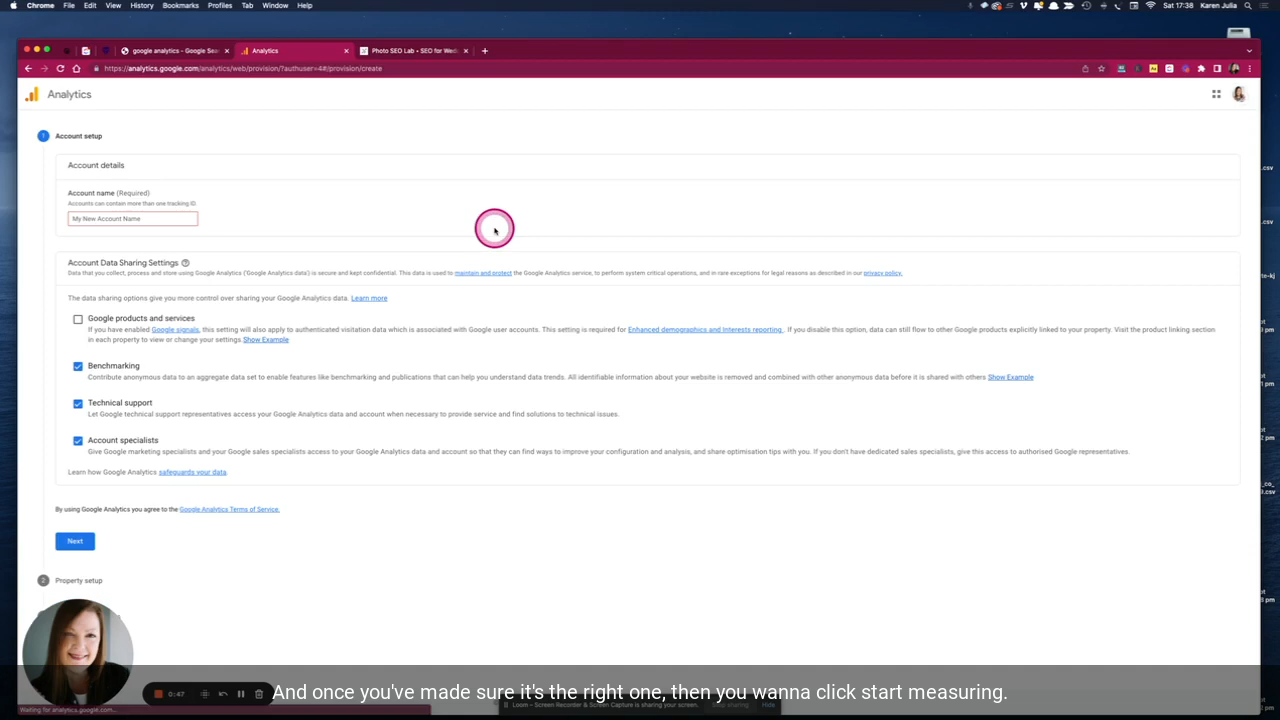 Chrome File Edit View History Bookmarks Profiles Tab Window Help
Sat 17:38 Karen Julia
google analytics - Google Sea
Analytics
Photo SEO Lab • SEO for Wed
https://analytics.google.com/analytics/web/provision/?authuser=4#/provision/create
Analytics
1 Account setup
Account details
Account name (Required)
Accounts can contain more than one tracking ID
My New Account Name
Account Data Sharing Settings
Data that you collect, process and store using Google Analytics ('Google Analytics data') is secure and kept confidential. This data is used to maintain and protect the Google Analytics service, to perform system critical operations, and in rare exceptions for legal reasons as described in our privacy policy.
The data sharing options give you more control over sharing your Google Analytics data. Learn more
Google products and services
If you have enabled Google signals, this setting will also apply to authenticated visitation data which is associated with Google user accounts. This setting is required for Enhanced demographics and Interests reporting. If you disable this option, data can still flow to other Google products explicitly linked to your property. Visit the product linking section
in each property to view or change your settings. Show Example
Benchmarking
Contribute anonymous data to an aggregate data set to enable features like benchmarking and publications that can help you understand data trends. All identifiable information about your website is removed and combined with other anonymous data before it is shared with others Show Example
Technical support
Let Google technical support representatives access your Google Analytics data and account when necessary to provide service and find solutions to technical issues.
Account specialists
Give Google marketing specialists and your Google sales specialists access to your Google Analytics data and account so that they can find ways to improve your configuration and analysis, and share optimisation tips with you. If you don't have dedicated sales specialists, give this access to authorised Google representatives.
Learn how Google Analytics safeguards your data.
By using Google Analytics you agree to the Google Analytics Terms of Service.
Next
2 Property setup
0:47
And once you've made sure it's the right one, then you wanna click start measuring.
Loom – Screen Recorder & Screen Capture is sharing your screen. Stop sharing Hide
Waiting for analytics.google.com...